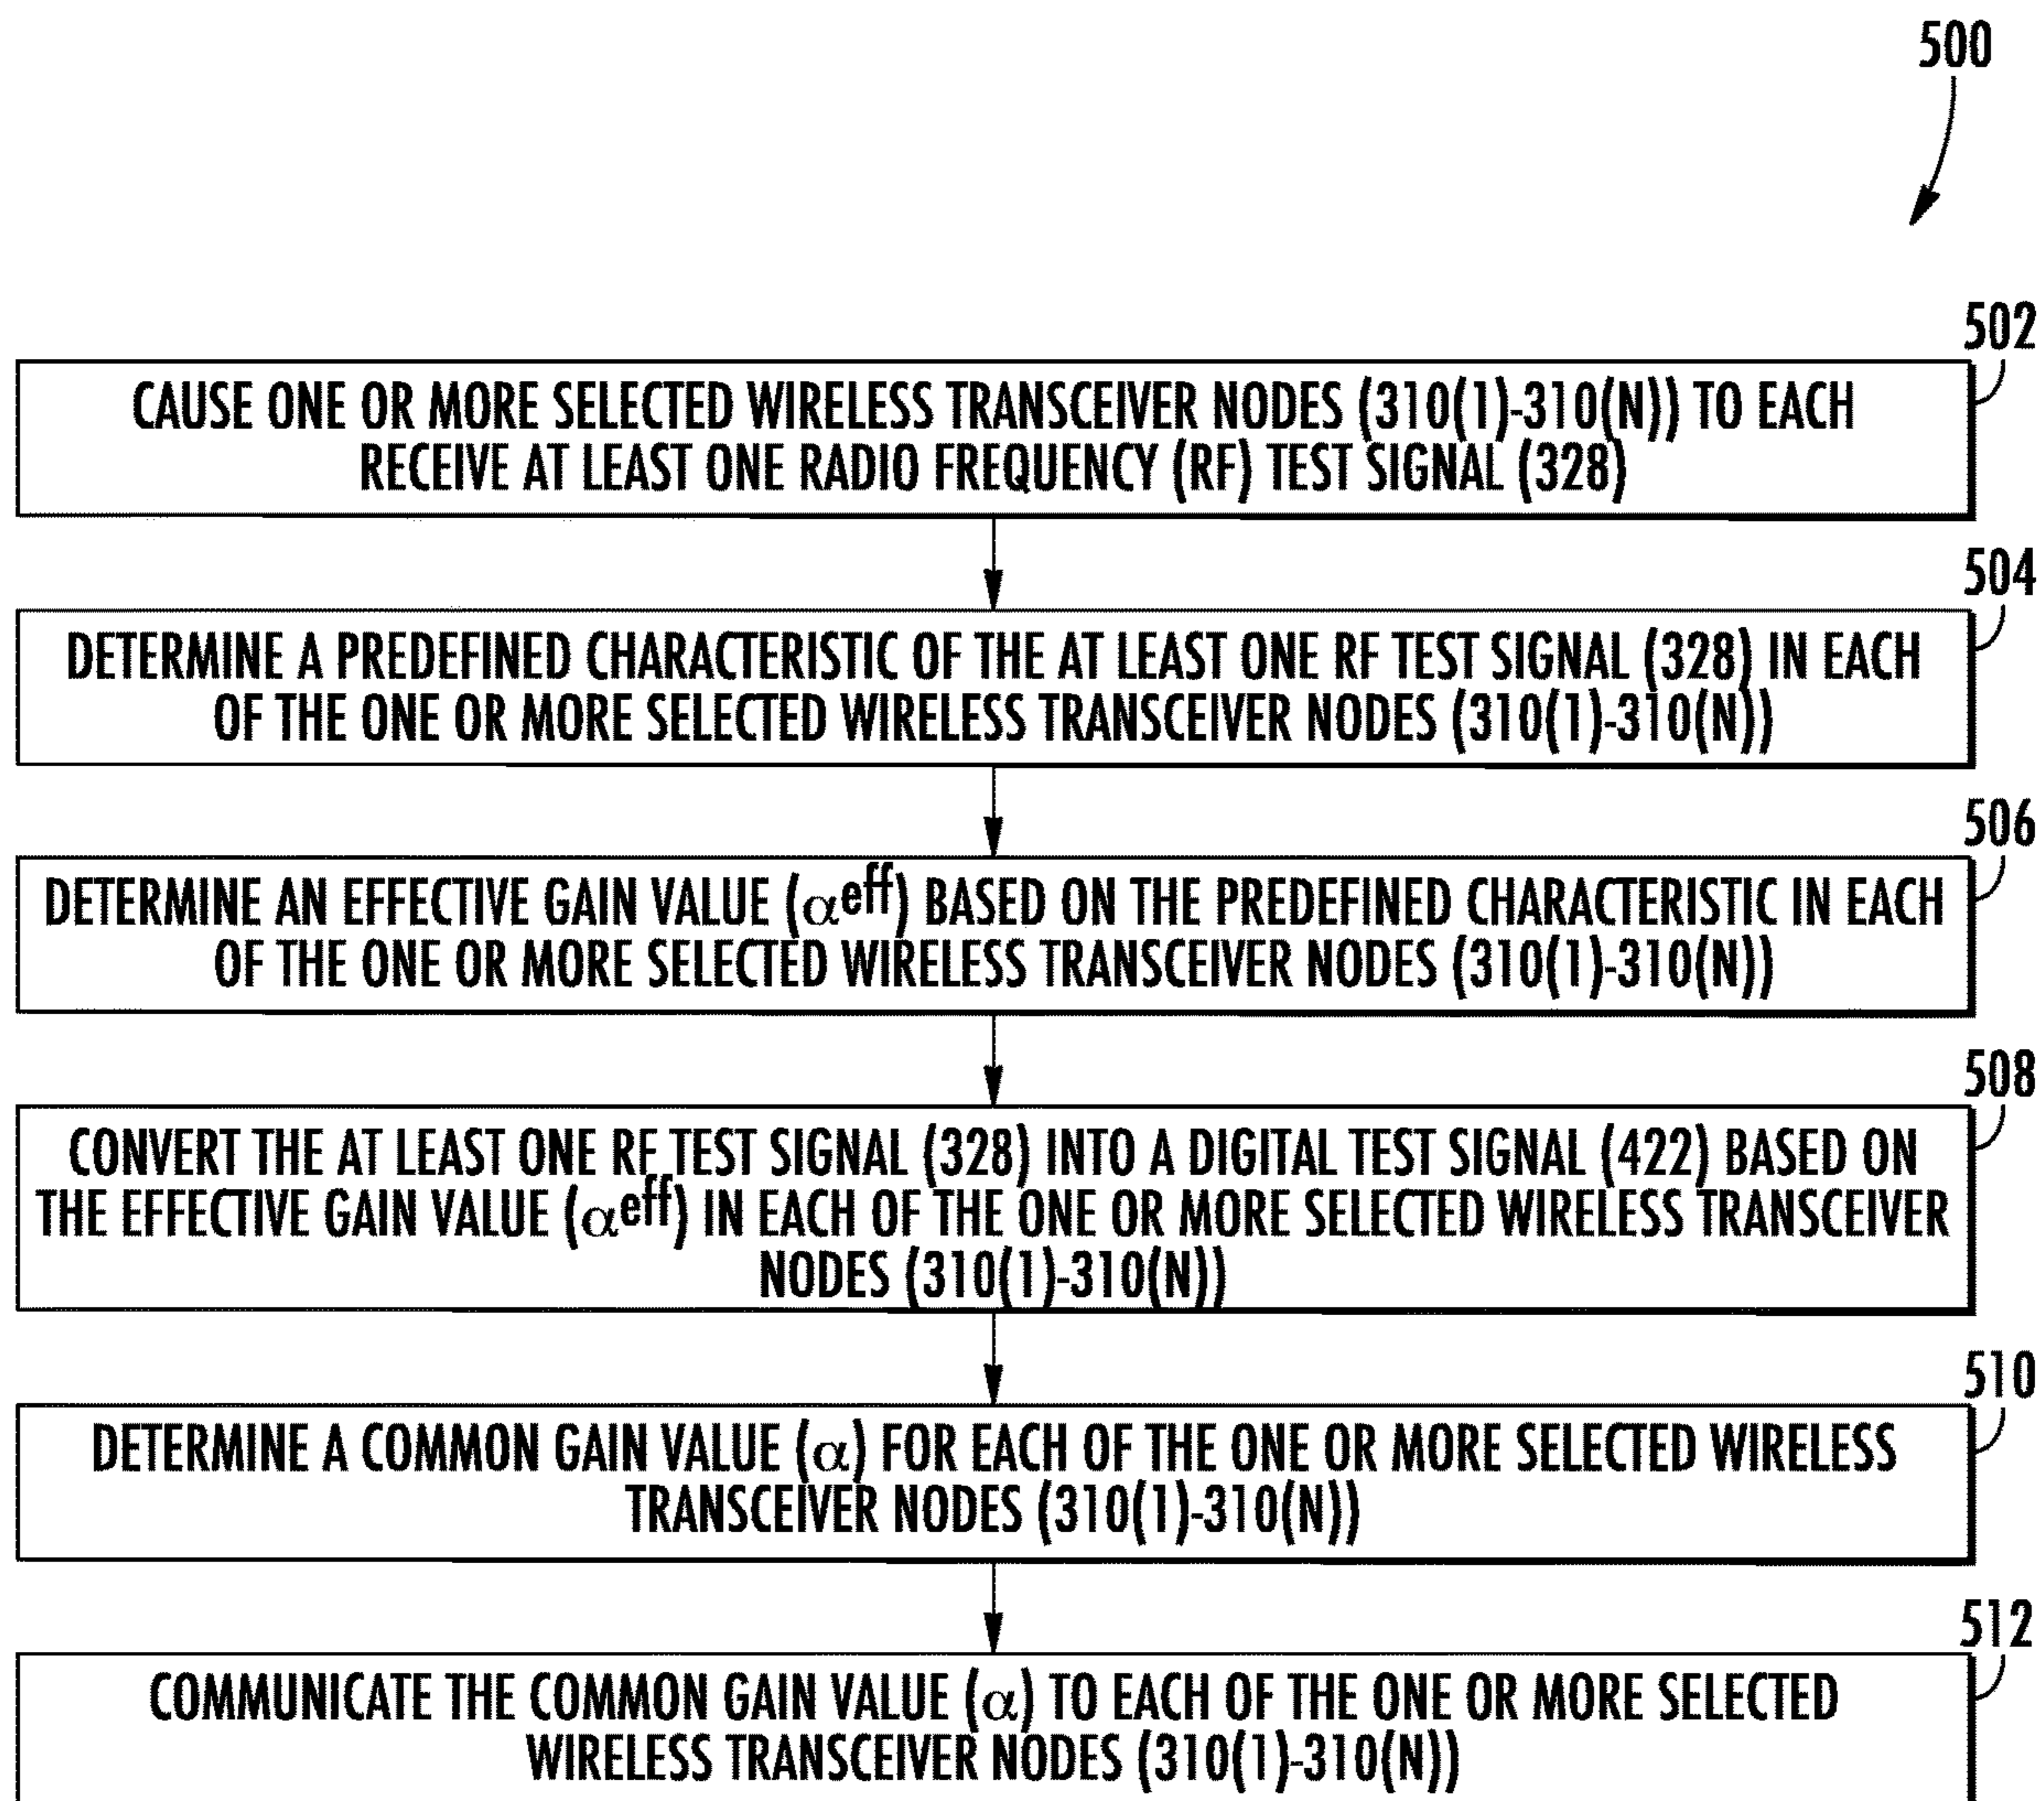 500
502
CAUSE ONE OR MORE SELECTED WIRELESS TRANSCEIVER NODES (310(1)-310(N)) TO EACH
RECEIVE AT LEAST ONE RADIO FREQUENCY (RF) TEST SIGNAL (328)
504
DETERMINE A PREDEFINED CHARACTERISTIC OF THE AT LEAST ONE RF TEST SIGNAL (328) IN EACH
OF THE ONE OR MORE SELECTED WIRELESS TRANSCEIVER NODES (310(1)-310(N))
506
DETERMINE AN EFFECTIVE GAIN VALUE (α^eff) BASED ON THE PREDEFINED CHARACTERISTIC IN EACH
OF THE ONE OR MORE SELECTED WIRELESS TRANSCEIVER NODES (310(1)-310(N))
508
CONVERT THE AT LEAST ONE RF TEST SIGNAL (328) INTO A DIGITAL TEST SIGNAL (422) BASED ON
THE EFFECTIVE GAIN VALUE (α^eff) IN EACH OF THE ONE OR MORE SELECTED WIRELESS TRANSCEIVER
NODES (310(1)-310(N))
510
DETERMINE A COMMON GAIN VALUE (α) FOR EACH OF THE ONE OR MORE SELECTED WIRELESS
TRANSCEIVER NODES (310(1)-310(N))
512
COMMUNICATE THE COMMON GAIN VALUE (α) TO EACH OF THE ONE OR MORE SELECTED
WIRELESS TRANSCEIVER NODES (310(1)-310(N))